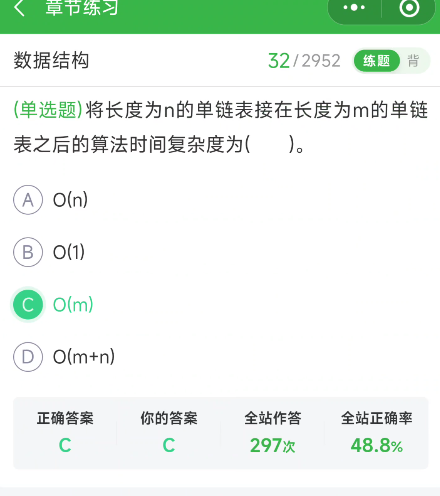 章节练习
数据结构
32/2952 练题 背
(单选题)将长度为n的单链表接在长度为m的单链
表之后的算法时间复杂度为( )。
A O(n)
B O(1)
C O(m)
D O(m+n)
正确答案 你的答案 全站作答 全站正确率
C C 297次 48.8%